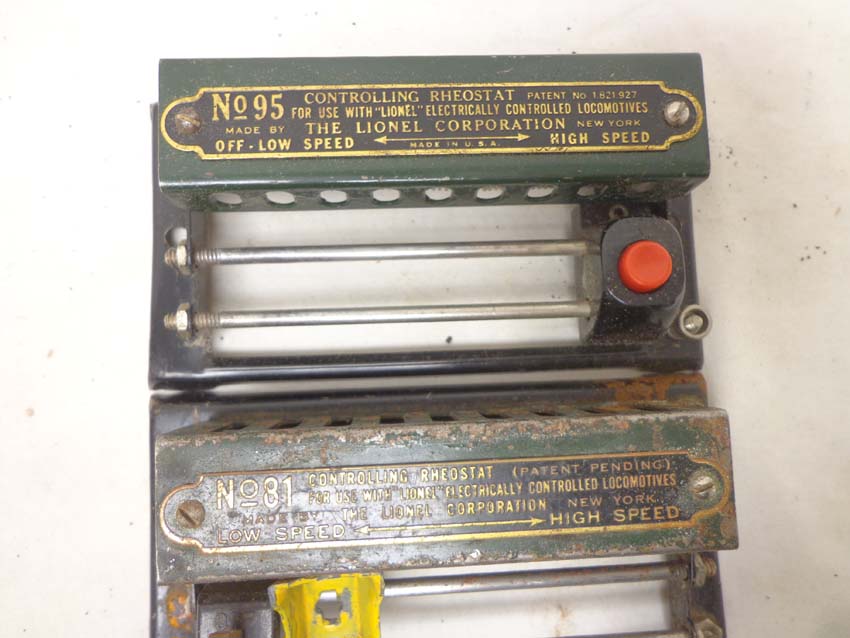 No 95 CONTROLLING RHEOSTAT PATENT No 1.821.927
FOR USE WITH "LIONEL" ELECTRICALLY CONTROLLED LOCOMOTIVES
MADE BY THE LIONEL CORPORATION NEW YORK
OFF - LOW SPEED MADE IN U.S.A. HIGH SPEED
No 81 CONTROLLING RHEOSTAT (PATENT PENDING)
FOR USE WITH "LIONEL" ELECTRICALLY CONTROLLED LOCOMOTIVES
MADE BY THE LIONEL CORPORATION NEW YORK
LOW SPEED HIGH SPEED